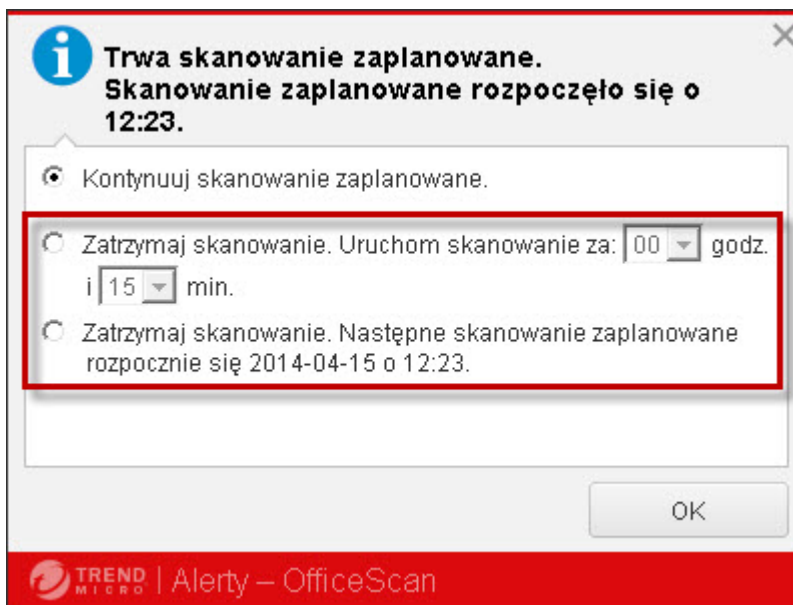 Trwa skanowanie zaplanowane.
Skanowanie zaplanowane rozpoczęło się o
12:23.
Kontynuuj skanowanie zaplanowane.
Zatrzymaj skanowanie. Uruchom skanowanie za: 00 godz.
i 15 min.
Zatrzymaj skanowanie. Następne skanowanie zaplanowane
rozpocznie się 2014-04-15 o 12:23.
OK
TREND MICRO | Alerty – OfficeScan